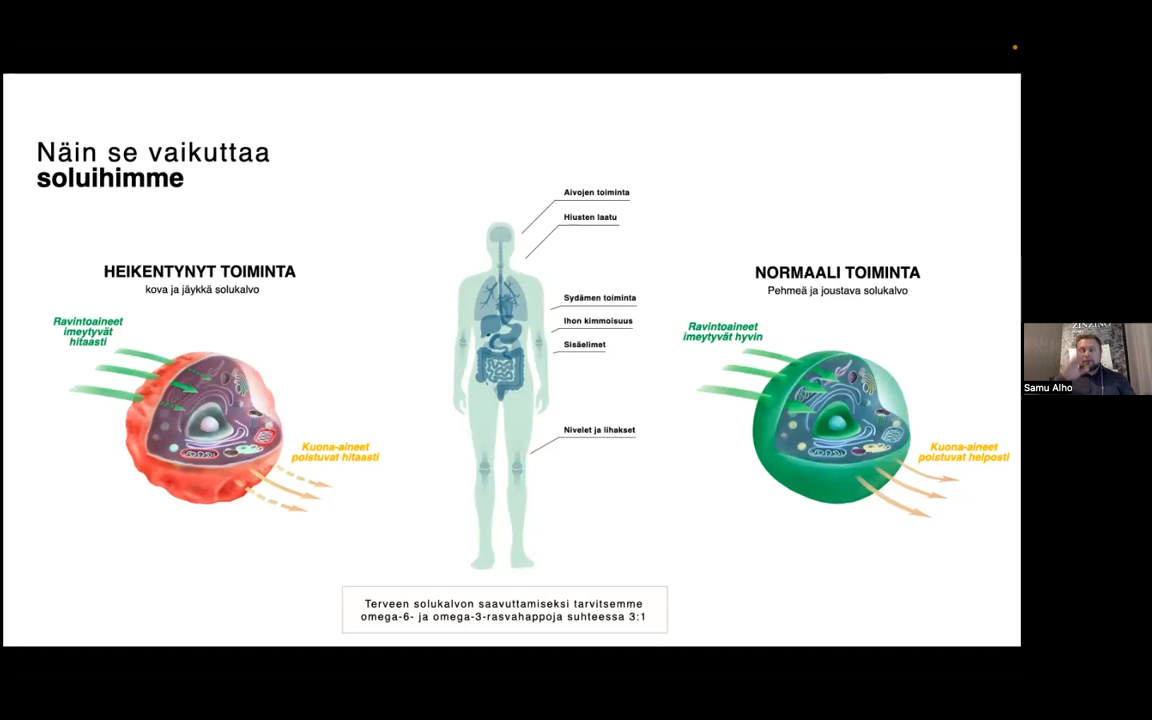 Näin se vaikuttaa
soluihimme
HEIKENTYNYT TOIMINTA
kova ja jäykkä solukalvo
Ravintoaineet
imeytyvät
hitaasti
Kuona-aineet
poistuvat hitaasti
Aivojen toiminta
Hiusten laatu
Sydämen toiminta
Ihon kimmoisuus
Sisäelimet
Nivelet ja lihakset
NORMAALI TOIMINTA
Pehmeä ja joustava solukalvo
Ravintoaineet
imeytyvät hyvin
Kuona-aineet
poistuvat helposti
Terveen solukalvon saavuttamiseksi tarvitsemme
omega-6- ja omega-3-rasvahappoja suhteessa 3:1
ZINZINO
Samu Alho